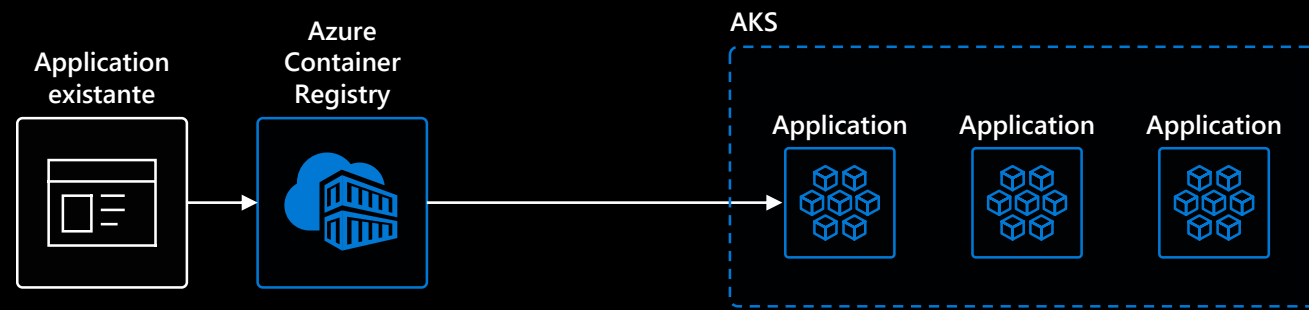 Application
existante
Azure
Container
Registry
AKS
Application
Application
Application